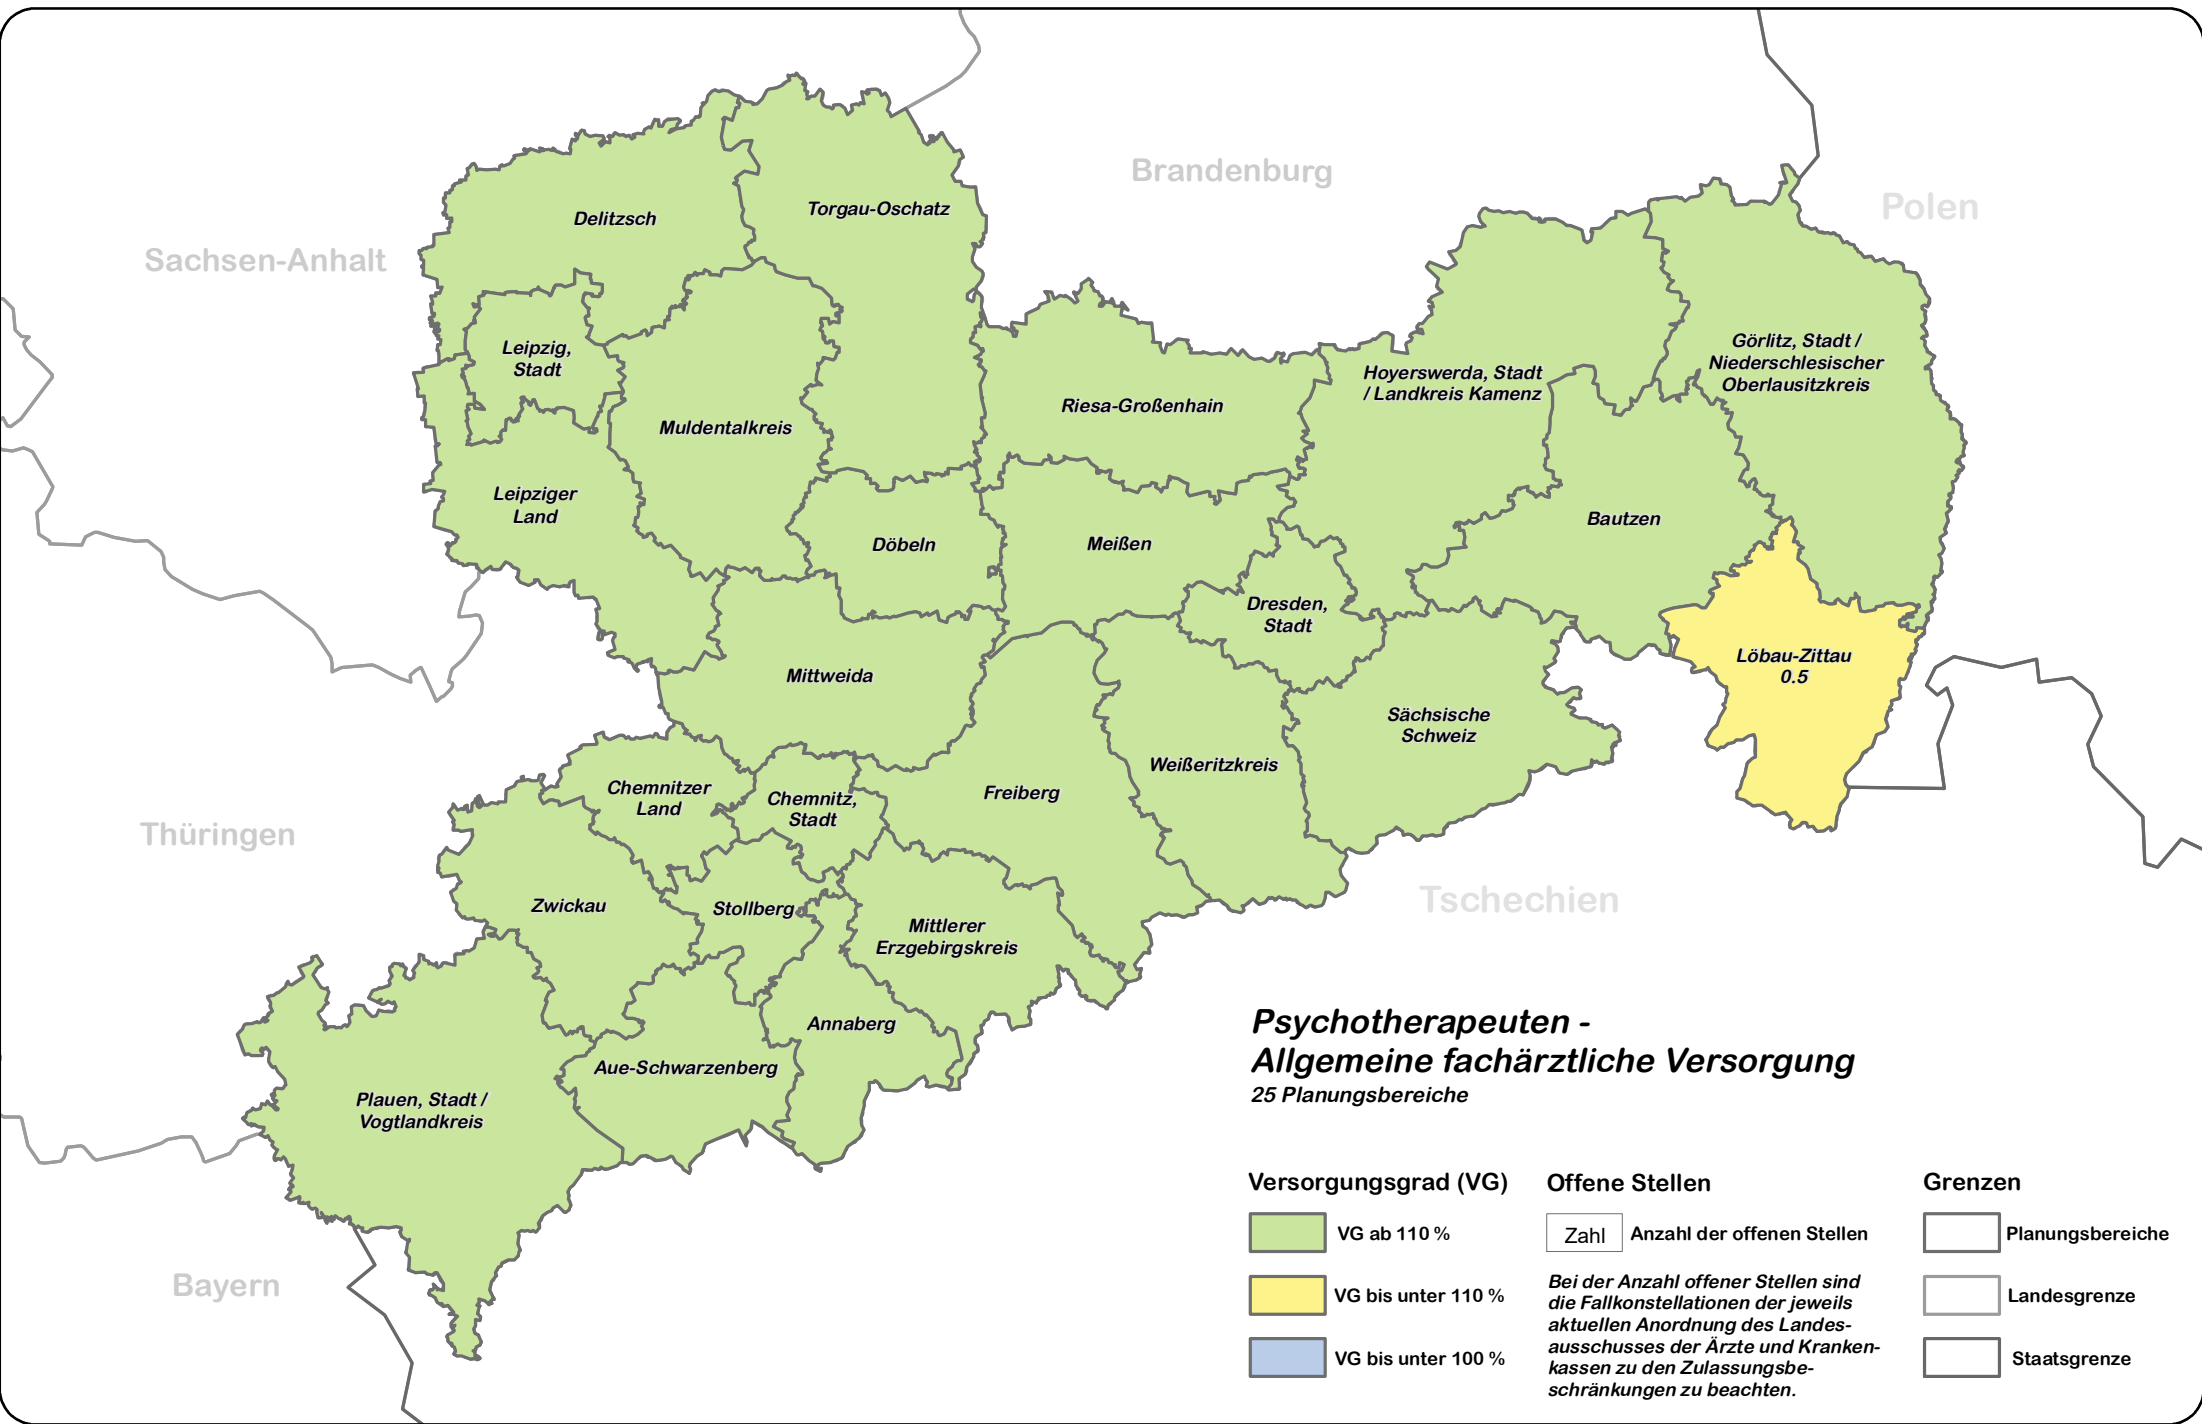 Brandenburg
Polen
Sachsen-Anhalt
Thüringen
Bayern
Tschechien
Delitzsch
Torgau-Oschatz
Leipzig,
Stadt
Muldentalkreis
Leipziger
Land
Döbeln
Riesa-Großenhain
Meißen
Hoyerswerda, Stadt
/ Landkreis Kamenz
Görlitz, Stadt /
Niederschlesischer
Oberlausitzkreis
Bautzen
Dresden,
Stadt
Löbau-Zittau
0.5
Mittweida
Sächsische
Schweiz
Weißeritzkreis
Freiberg
Chemnitzer
Land
Chemnitz,
Stadt
Zwickau
Stollberg
Mittlerer
Erzgebirgskreis
Annaberg
Aue-Schwarzenberg
Plauen, Stadt /
Vogtlandkreis
Psychotherapeuten -
Allgemeine fachärztliche Versorgung
25 Planungsbereiche
Versorgungsgrad (VG)
VG ab 110 %
VG bis unter 110 %
VG bis unter 100 %
Offene Stellen
Zahl
Anzahl der offenen Stellen
Bei der Anzahl offener Stellen sind
die Fallkonstellationen der jeweils
aktuellen Anordnung des Landes-
ausschusses der Ärzte und Kranken-
kassen zu den Zulassungsbe-
schränkungen zu beachten.
Grenzen
Planungsbereiche
Landesgrenze
Staatsgrenze